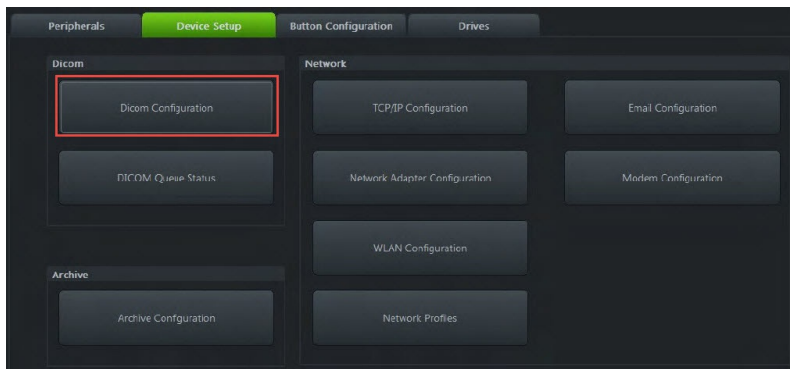 Peripherals Device Setup Button Configuration Drives
Dicom
Dicom Configuration
DICOM Queue Status
Archive
Archive Configuration
Network
TCP/IP Configuration
Email Configuration
Network Adapter Configuration
Modem Configuration
WLAN Configuration
Network Profiles